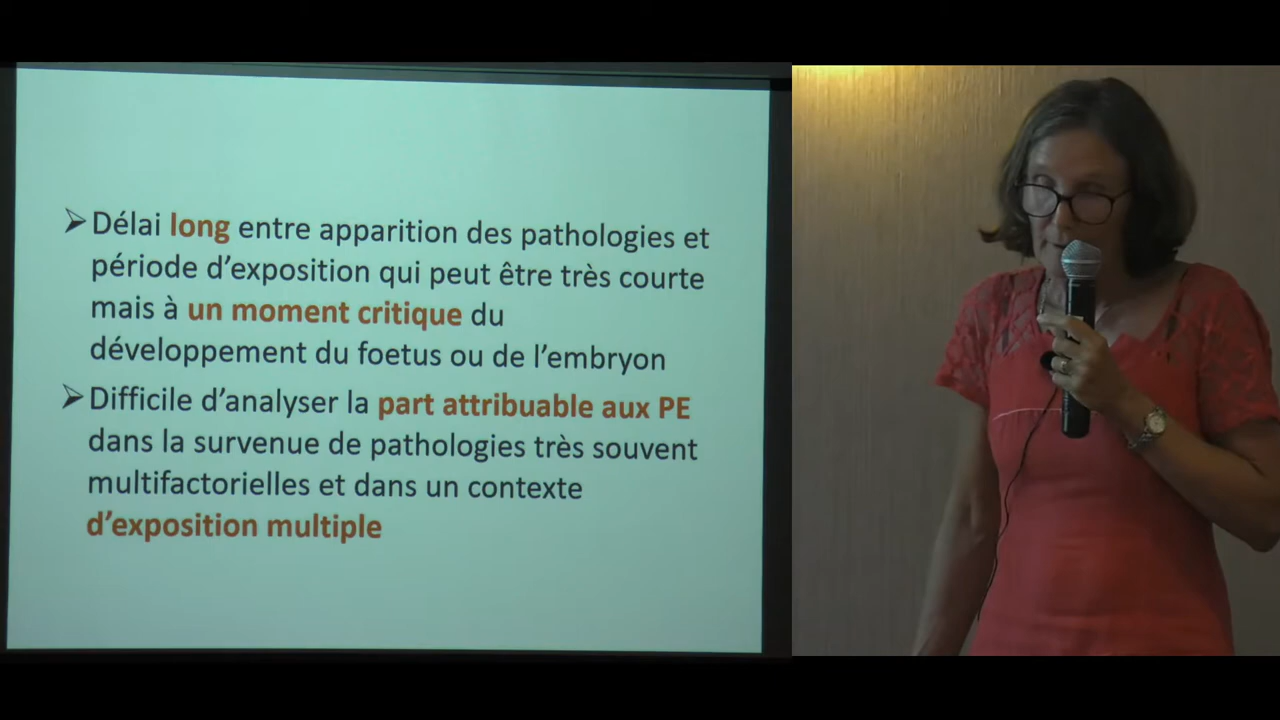 Délai long entre apparition des pathologies et
période d'exposition qui peut être très courte
mais à un moment critique du
développement du foetus ou de l'embryon
Difficile d'analyser la part attribuable aux PE
dans la survenue de pathologies très souvent
multifactorielles et dans un contexte
d'exposition multiple